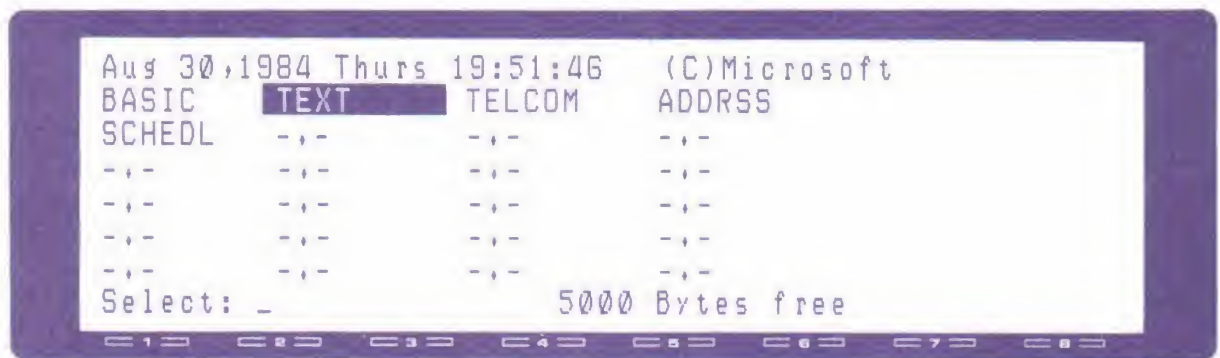 Aug 30,1984 Thurs 19:51:46 (C)Microsoft
BASIC TEXT TELCOM ADDRSS
SCHEDL -.- -.- -.-
-.- -.- -.- -.-
-.- -.- -.- -.-
-.- -.- -.- -.-
-.- -.- -.- -.-
Select: _ 5000 Bytes free
1 2 3 4 5 6 7 8